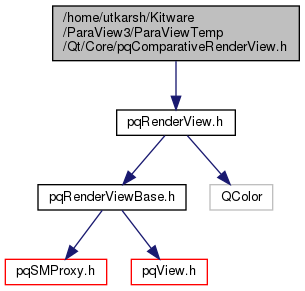 /home/utkarsh/Kitware
/ParaView3/ParaViewTemp
/Qt/Core/pqComparativeRenderView.h
pqRenderView.h
pqRenderViewBase.h
QColor
pqSMProxy.h
pqView.h